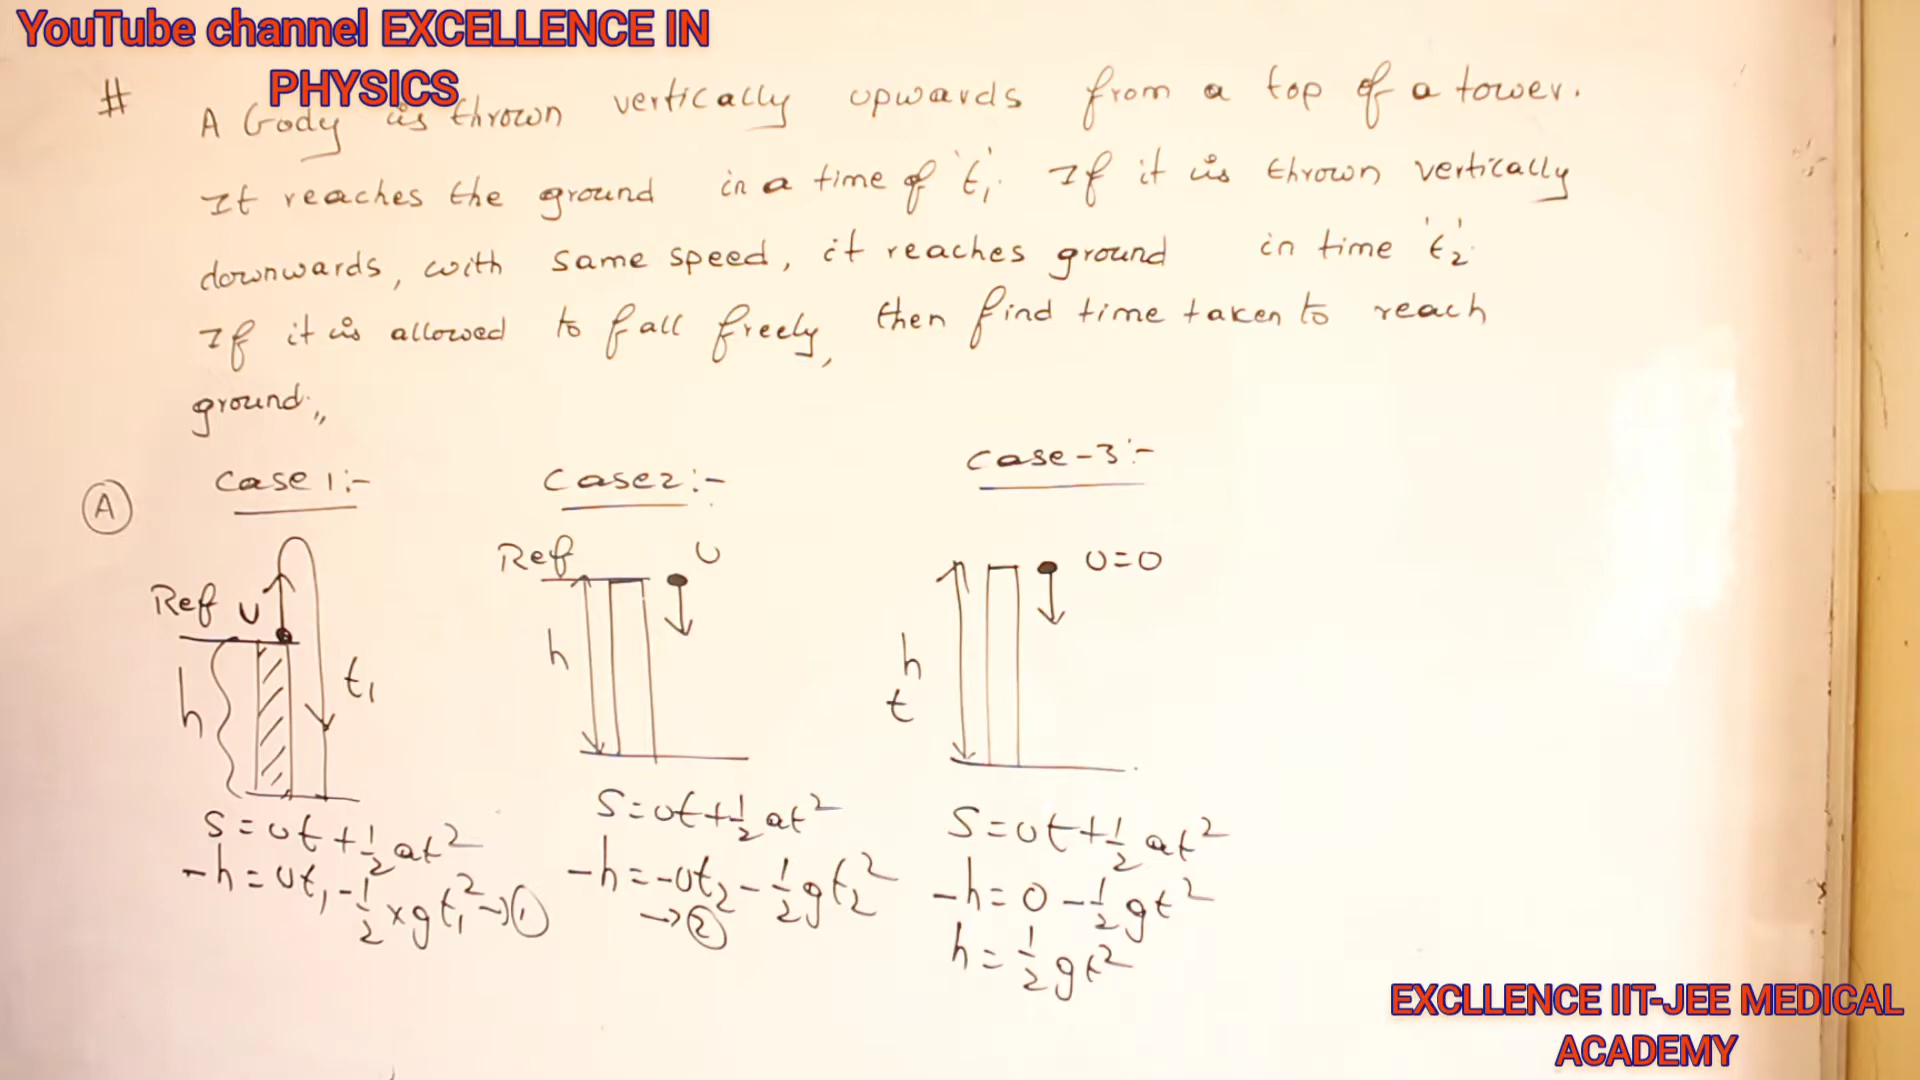 YouTube channel EXCELLENCE IN
PHYSICS
# A body is thrown vertically upwards from a top of a tower.
It reaches the ground in a time of 't₁'. If it is thrown vertically
downwards, with same speed, it reaches ground in time 't₂'.
If it is allowed to fall freely, then find time taken to reach
ground.,,
A
Case 1:-
Ref u
h
t₁
S=ut+½at²
-h=ut₁-½×gt₁²→①
Case2:-
Ref
u
h
S=ut+½at²
-h=-ut₂-½gt₂²
→②
Case-3:-
u=0
h
t
S=ut+½at²
-h=0-½gt²
h=½gt²
EXCLLENCE IIT-JEE MEDICAL
ACADEMY